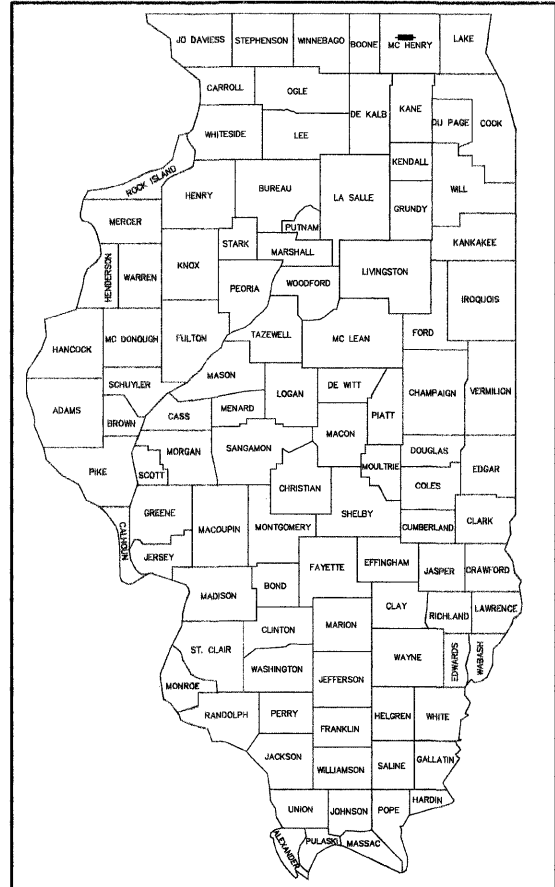 JO DAVIESS STEPHENSON WINNEBAGO BOONE MC HENRY LAKE
CARROLL OGLE DE KALB KANE DU PAGE COOK
WHITESIDE LEE
KENDALL
ROCK ISLAND HENRY BUREAU LA SALLE GRUNDY WILL
MERCER PUTNAM
STARK MARSHALL KANKAKEE
HENDERSON WARREN KNOX PEORIA WOODFORD LIVINGSTON IROQUOIS
HANCOCK MC DONOUGH FULTON TAZEWELL MC LEAN FORD
MASON
SCHUYLER LOGAN DE WITT CHAMPAIGN VERMILIGN
ADAMS BROWN CASS MENARD PIATT
MACON
PIKE SCOTT MORGAN SANGAMON MOULTRIE DOUGLAS EDGAR
CHRISTIAN COLES
GREENE SHELBY
CALHOUN MACOUPIN MONTGOMERY CUMBERLAND CLARK
JERSEY
FAYETTE EFFINGHAM JASPER CRAWFORD
MADISON BOND
CLAY RICHLAND LAWRENCE
CLINTON MARION
ST. CLAIR WAYNE EDWARDS WABASH
WASHINGTON JEFFERSON
MONROE
RANDOLPH PERRY HELGREN WHITE
FRANKLIN
JACKSON WILLIAMSON SALINE GALLATIN
UNION JOHNSON POPE HARDIN
ALEXANDER PULASKI MASSAC